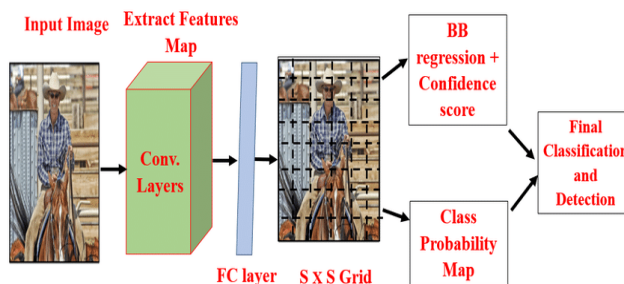 Input Image
Extract Features
Map
Conv.
Layers
FC layer
S X S Grid
BB
regression +
Confidence
score
Class
Probability
Map
Final
Classification
and
Detection